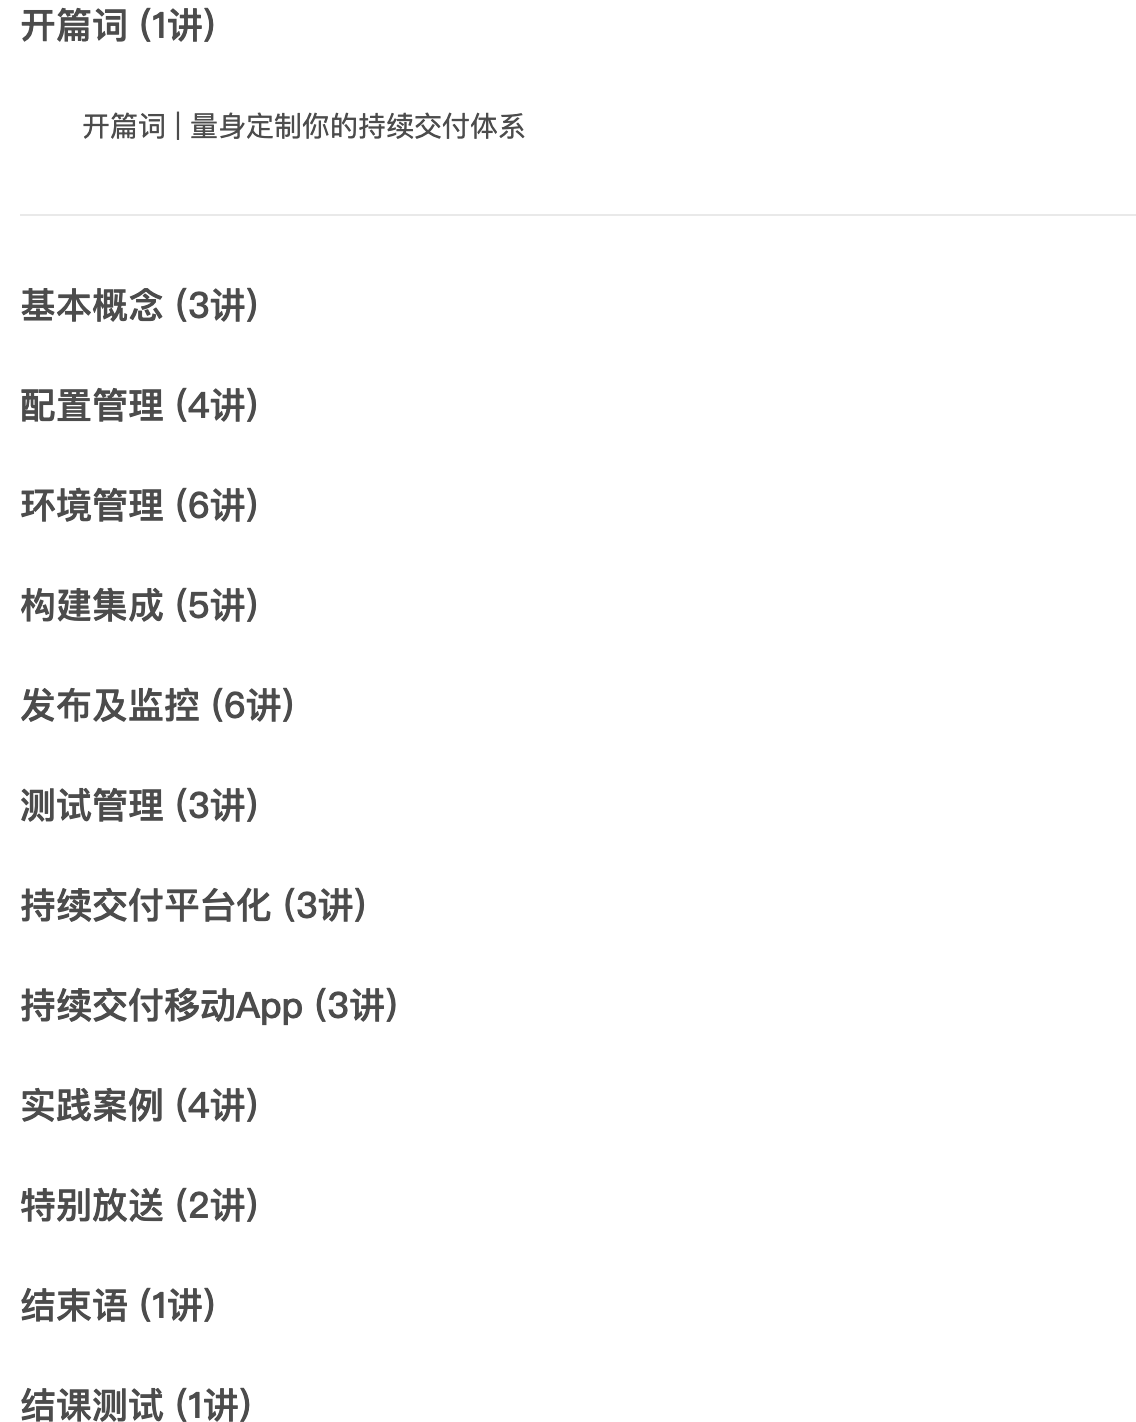 开篇词 (1讲)
开篇词 | 量身定制你的持续交付体系
基本概念 (3讲)
配置管理 (4讲)
环境管理 (6讲)
构建集成 (5讲)
发布及监控 (6讲)
测试管理 (3讲)
持续交付平台化 (3讲)
持续交付移动App (3讲)
实践案例 (4讲)
特别放送 (2讲)
结束语 (1讲)
结课测试 (1讲)